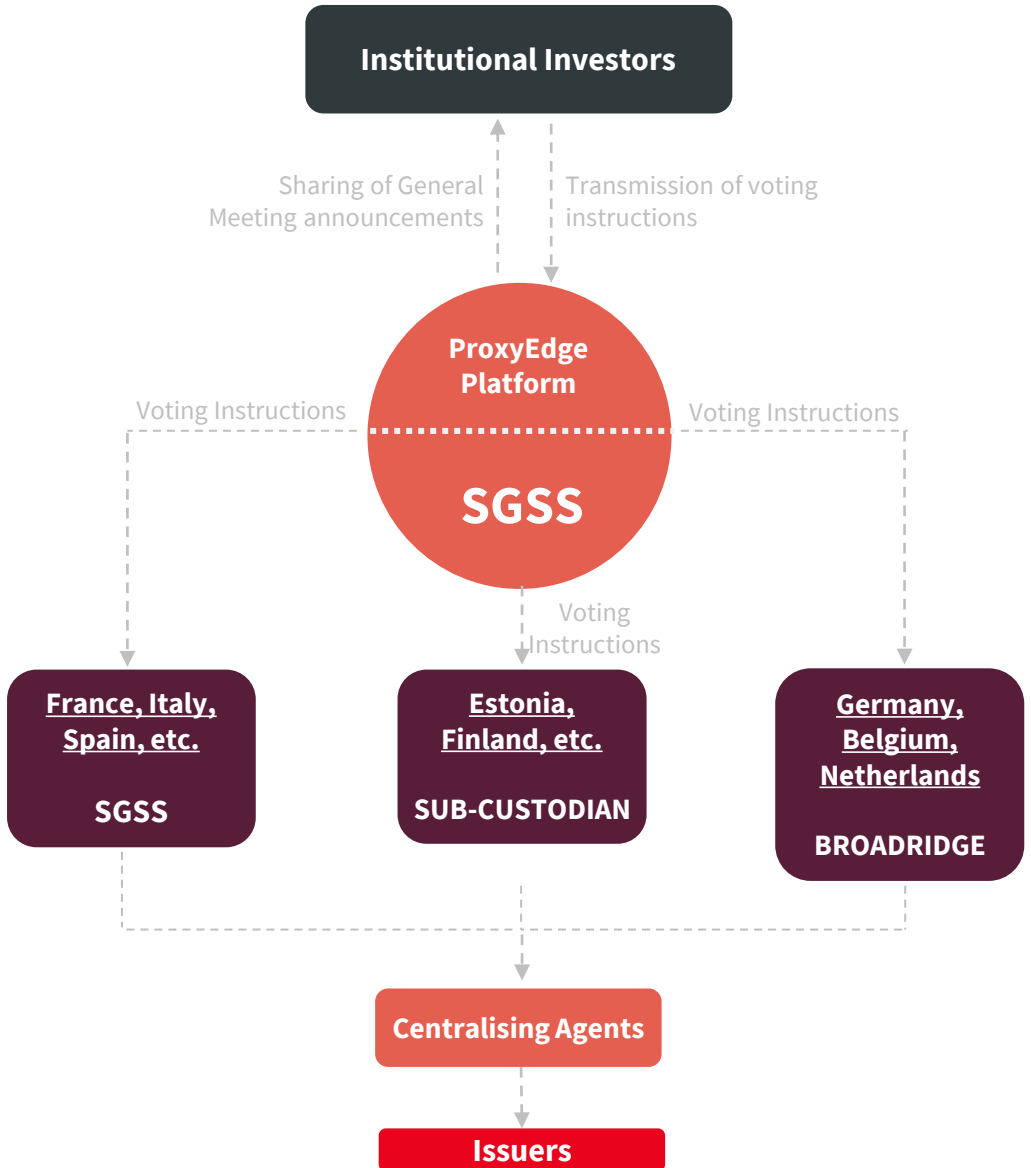 Institutional Investors
Sharing of General
Meeting announcements
Transmission of voting
instructions
ProxyEdge
Platform
Voting Instructions
Voting Instructions
SGSS
Voting
Instructions
France, Italy,
Spain, etc.
SGSS
Estonia,
Finland, etc.
SUB-CUSTODIAN
Germany,
Belgium,
Netherlands
BROADRIDGE
Centralising Agents
Issuers